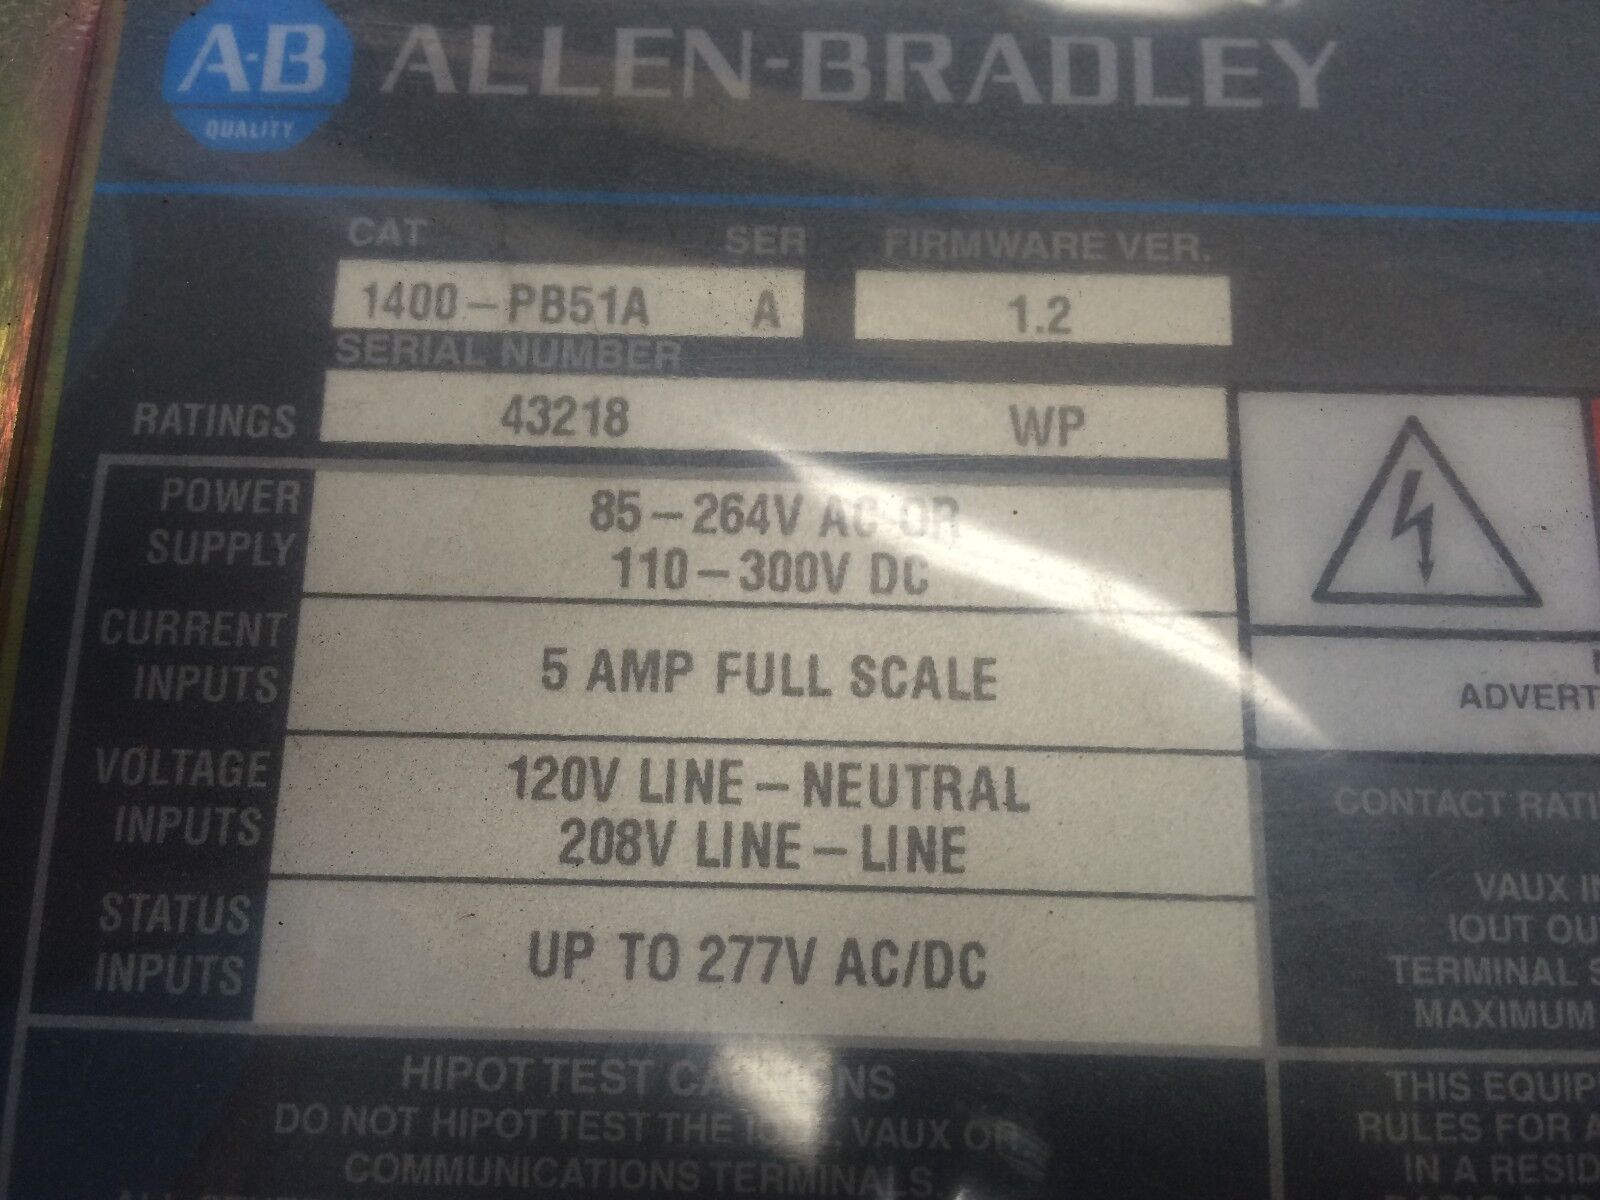 A-B
QUALITY
ALLEN-BRADLEY
CAT SER FIRMWARE VER.
1400-PB51A A 1.2
SERIAL NUMBER
43218 WP
RATINGS
POWER SUPPLY
85-264V AC OR
110-300V DC
CURRENT INPUTS
5 AMP FULL SCALE
VOLTAGE INPUTS
120V LINE-NEUTRAL
208V LINE-LINE
STATUS INPUTS
UP TO 277V AC/DC
HIPOT TEST
DO NOT HIPOT TEST THE VAUX OR
COMMUNICATIONS TERMINALS.
CONTACT
VAUX
IOUT
TERMINAL
MAXIMUM
THIS
RULES FOR
IN A